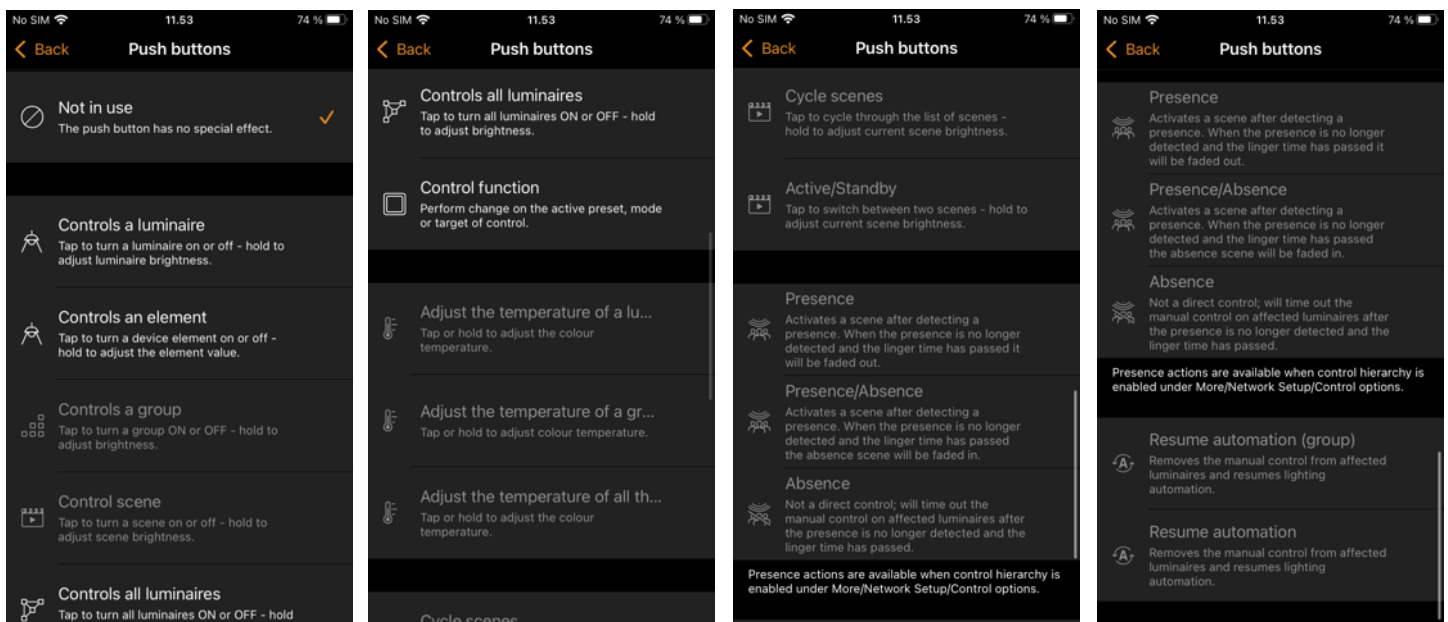 No SIM 11.53 74 %
Back Push buttons
Not in use
The push button has no special effect.
Controls a luminaire
Tap to turn a luminaire on or off - hold to
adjust luminaire brightness.
Controls an element
Tap to turn a device element on or off -
hold to adjust the element value.
Controls a group
Tap to turn a group ON or OFF - hold to
adjust brightness.
Control scene
Tap to turn a scene on or off - hold to
adjust scene brightness.
Controls all luminaires
Tap to turn all luminaires ON or OFF - hold
No SIM 11.53 74 %
Back Push buttons
Controls all luminaires
Tap to turn all luminaires ON or OFF - hold
to adjust brightness.
Control function
Perform change on the active preset, mode
or target of control.
Adjust the temperature of a lu...
Tap or hold to adjust the colour
temperature.
Adjust the temperature of a gr...
Tap or hold to adjust colour temperature.
Adjust the temperature of all th...
Tap or hold to adjust the colour
temperature.
Cycle scenes
No SIM 11.53 74 %
Back Push buttons
Cycle scenes
Tap to cycle through the list of scenes -
hold to adjust current scene brightness.
Active/Standby
Tap to switch between two scenes - hold to
adjust current scene brightness.
Presence
Activates a scene after detecting a
presence. When the presence is no longer
detected and the linger time has passed it
will be faded out.
Presence/Absence
Activates a scene after detecting a
presence. When the presence is no longer
detected and the linger time has passed
the absence scene will be faded in.
Absence
Not a direct control; will time out the
manual control on affected luminaires after
the presence is no longer detected and the
linger time has passed.
Presence actions are available when control hierarchy is
enabled under More/Network Setup/Control options.
No SIM 11.53 74 %
Back Push buttons
Presence
Activates a scene after detecting a
presence. When the presence is no longer
detected and the linger time has passed it
will be faded out.
Presence/Absence
Activates a scene after detecting a
presence. When the presence is no longer
detected and the linger time has passed
the absence scene will be faded in.
Absence
Not a direct control; will time out the
manual control on affected luminaires after
the presence is no longer detected and the
linger time has passed.
Presence actions are available when control hierarchy is
enabled under More/Network Setup/Control options.
Resume automation (group)
Removes the manual control from affected
luminaires and resumes lighting
automation.
Resume automation
Removes the manual control from affected
luminaires and resumes lighting
automation.